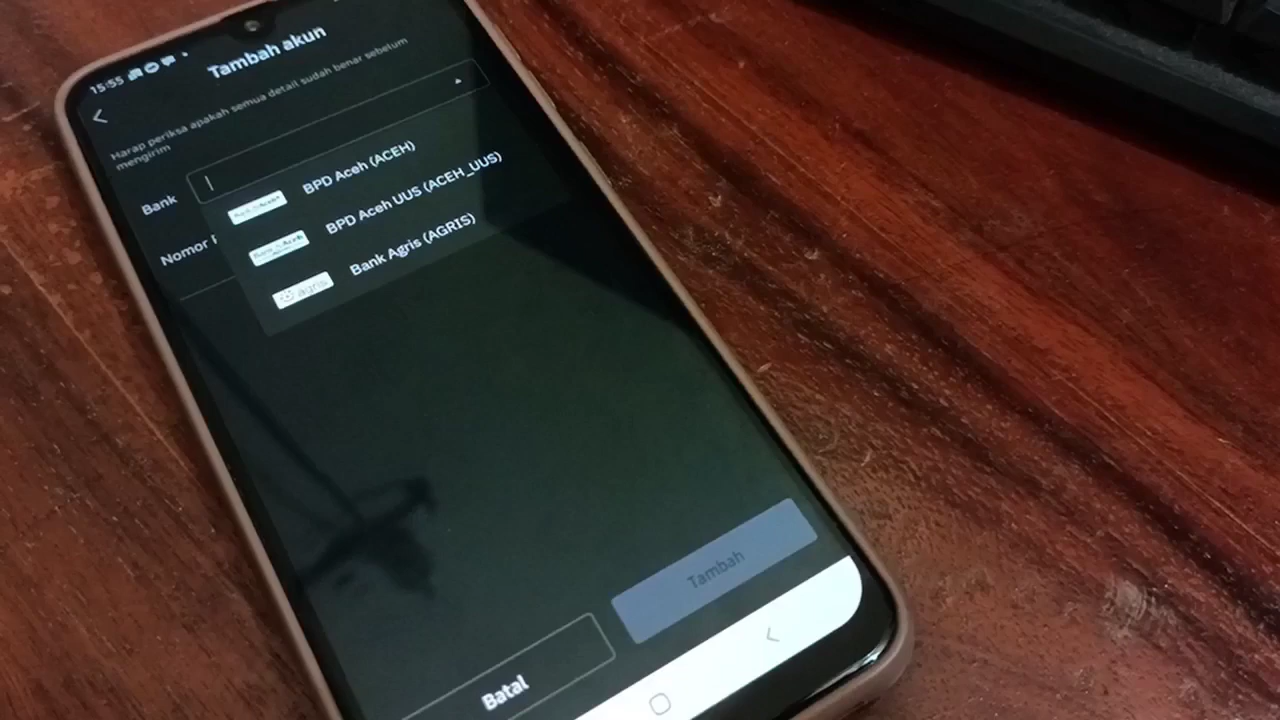 15:55
Tambah akun
Harap periksa apakah semua detail sudah benar sebelum
mengirim
Bank
BPD Aceh (ACEH)
BPD Aceh UUS (ACEH_UUS)
Nomor
Bank Agris (AGRIS)
agris
Tambah
Batal